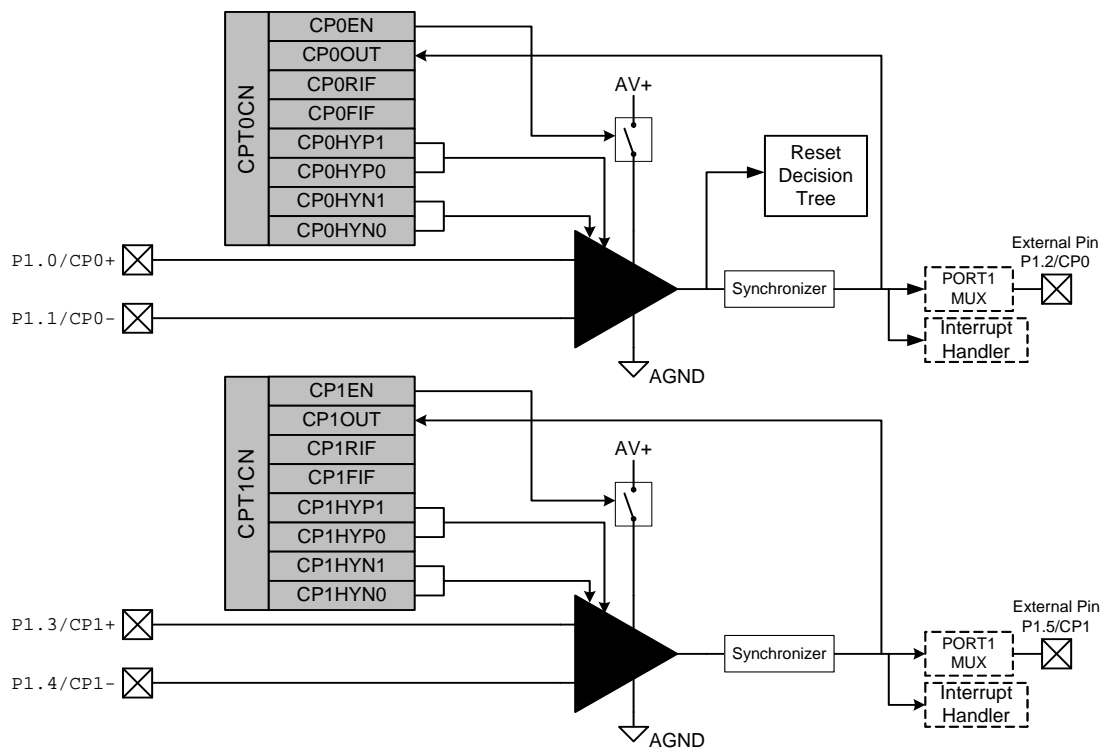 CPT0CN
CP0EN
CP0OUT
CP0RIF
CP0FIF
CP0HYP1
CP0HYP0
CP0HYN1
CP0HYN0
AV+
Reset
Decision
Tree
P1.0/CP0+
P1.1/CP0-
Synchronizer
External Pin
P1.2/CP0
PORT1
MUX
Interrupt
Handler
AGND
CPT1CN
CP1EN
CP1OUT
CP1RIF
CP1FIF
CP1HYP1
CP1HYP0
CP1HYN1
CP1HYN0
AV+
P1.3/CP1+
P1.4/CP1-
Synchronizer
External Pin
P1.5/CP1
PORT1
MUX
Interrupt
Handler
AGND